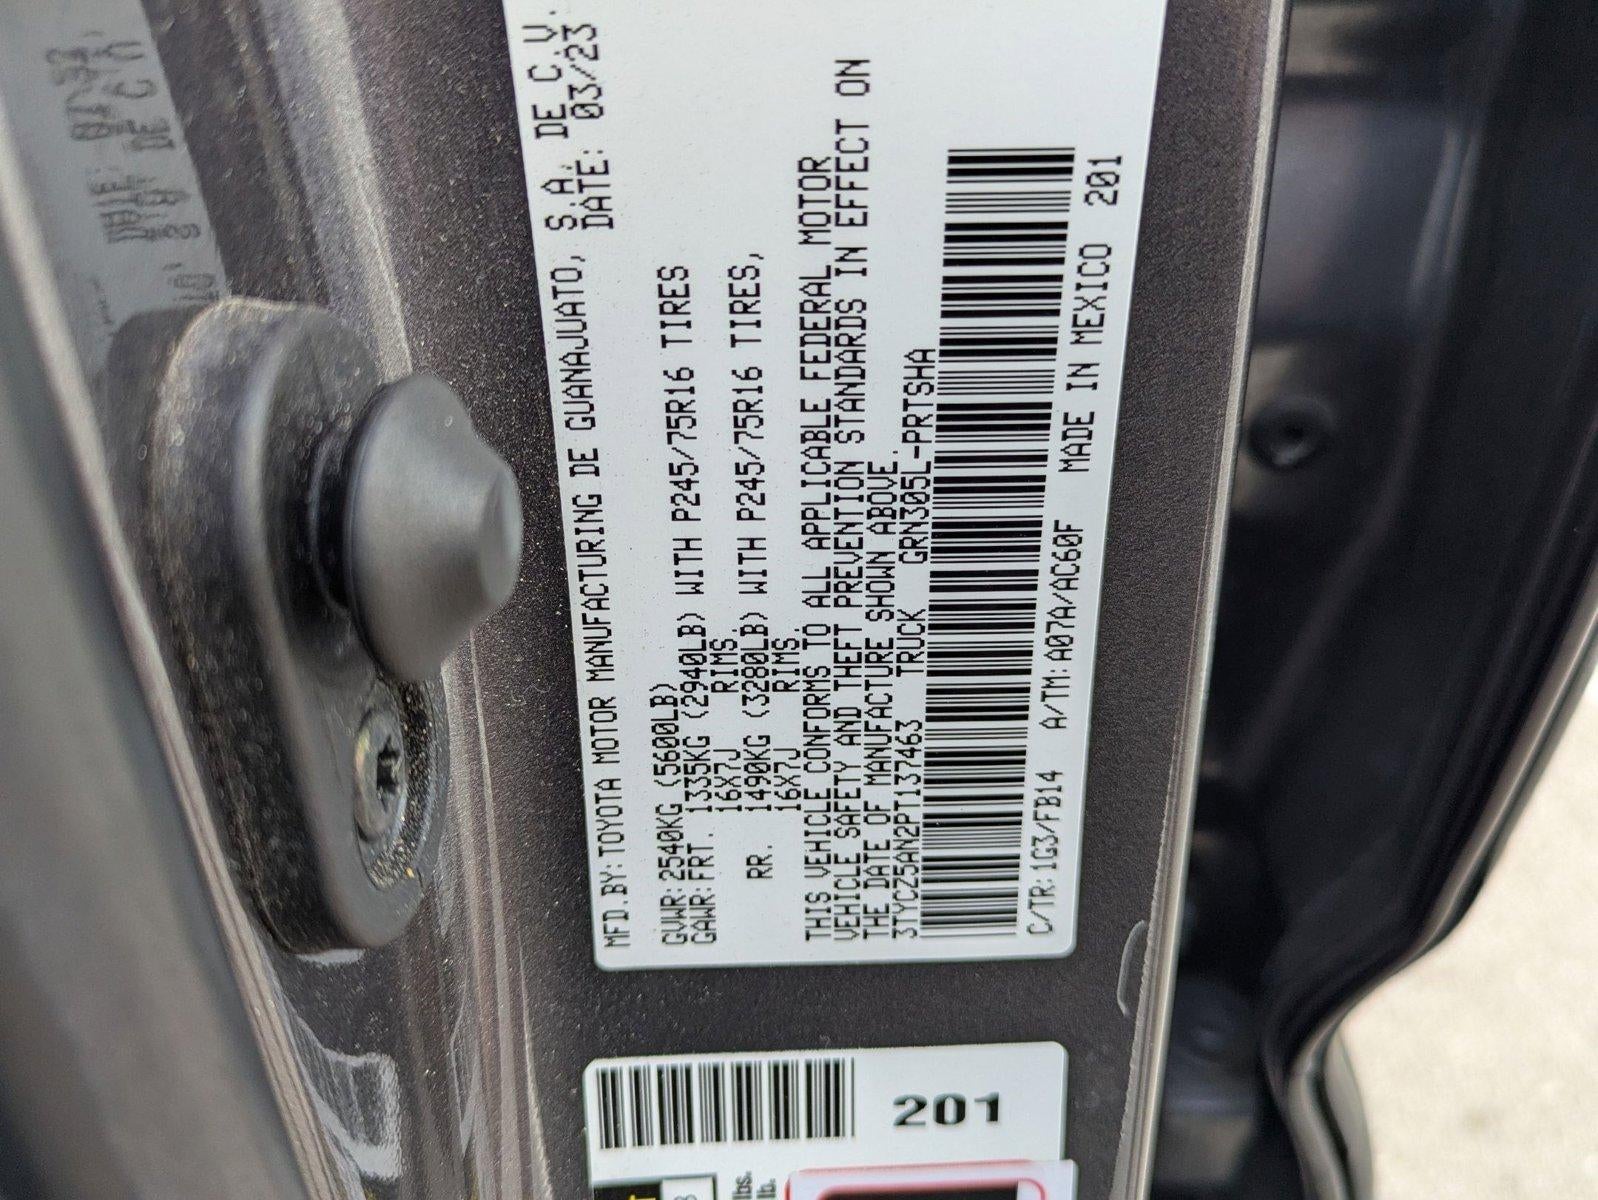 MFD.BY:TOYOTA MOTOR MANUFACTURING DE GUANAJUATO, S.A. DE C.V.
DATE: 03/23
GVWR:2540KG (5600LB)
GAWR:FRT. 1335KG (2940LB) WITH P245/75R16 TIRES
16X7J RIMS.
RR. 1490KG (3280LB) WITH P245/75R16 TIRES,
16X7J RIMS.
THIS VEHICLE CONFORMS TO ALL APPLICABLE FEDERAL MOTOR
VEHICLE SAFETY AND THEFT PREVENTION STANDARDS IN EFFECT ON
THE DATE OF MANUFACTURE SHOWN ABOVE.
3TYCZ5AN2PT137463 TRUCK GRN305L-PRTSHA
C/TR:1G3/FB14 A/TM:A07A/AC60F MADE IN MEXICO 201
201
lbs.
lb.